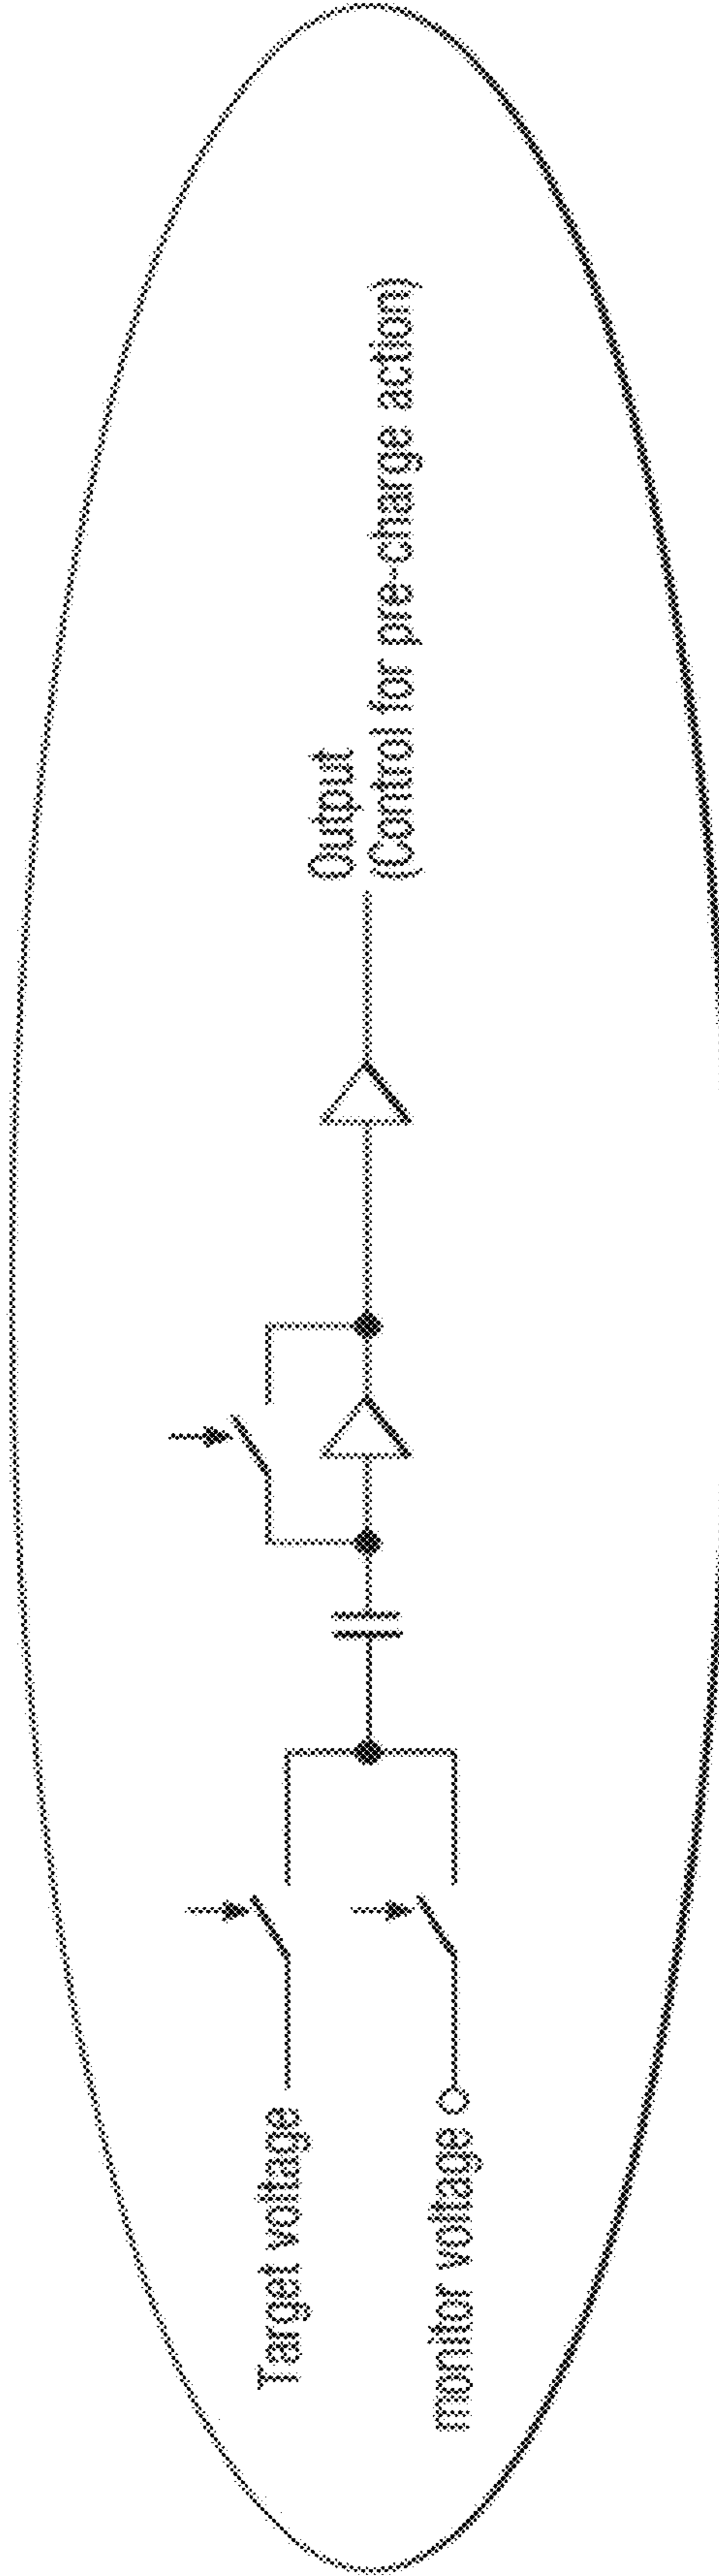 Target voltage
monitor voltage
Output
(Control for pre-charge action)